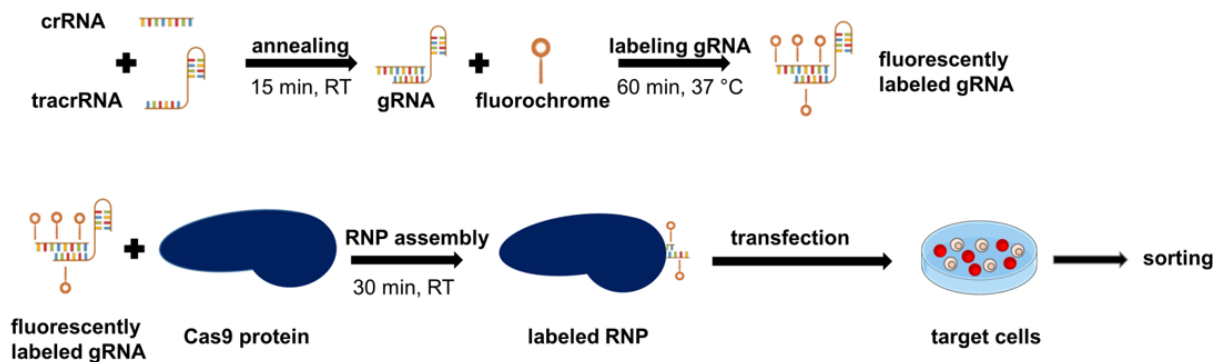 crRNA
tracrRNA
annealing
15 min, RT
gRNA
fluorochrome
labeling gRNA
60 min, 37 °C
fluorescently
labeled gRNA
fluorescently
labeled gRNA
Cas9 protein
RNP assembly
30 min, RT
labeled RNP
transfection
target cells
sorting